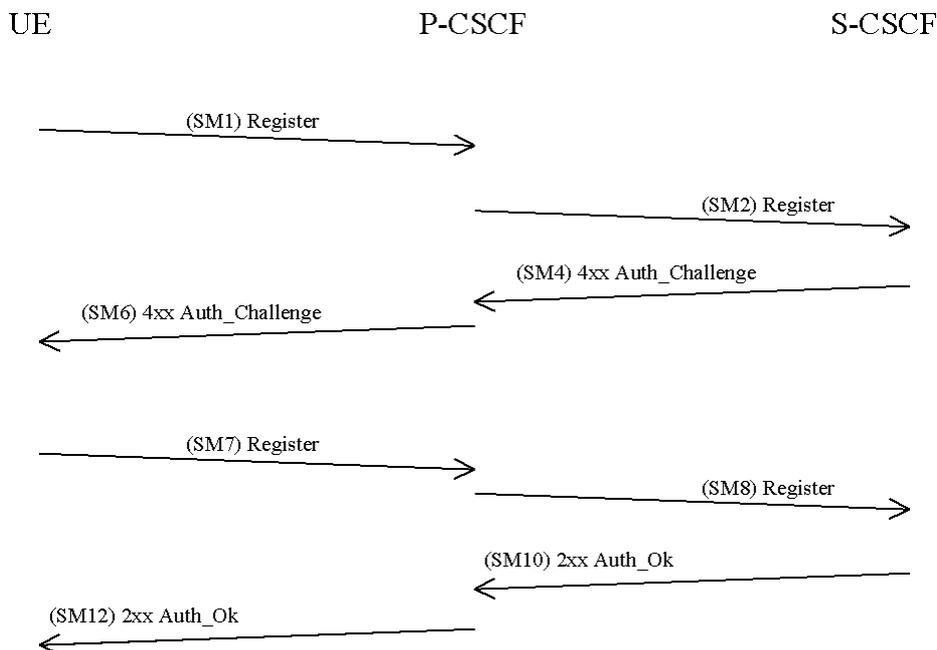 UE P-CSCF S-CSCF
(SM1) Register
(SM2) Register
(SM4) 4xx Auth_Challenge
(SM6) 4xx Auth_Challenge
(SM7) Register
(SM8) Register
(SM10) 2xx Auth_Ok
(SM12) 2xx Auth_Ok